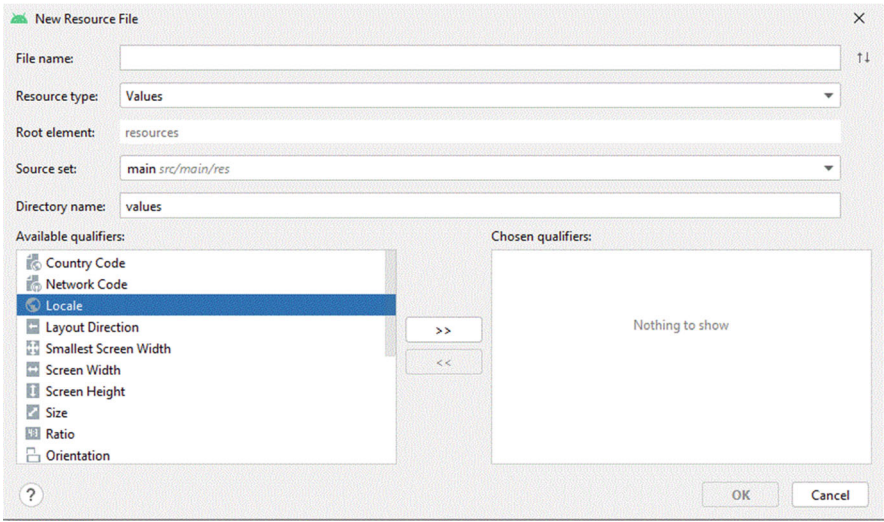 New Resource File
File name:
Resource type: Values
Root element: resources
Source set: main src/main/res
Directory name: values
Available qualifiers: Chosen qualifiers:
Country Code
Network Code
Locale
Layout Direction
Smallest Screen Width
Screen Width
Screen Height
Size
Ratio
Orientation
>>
<<
Nothing to show
?
OK Cancel